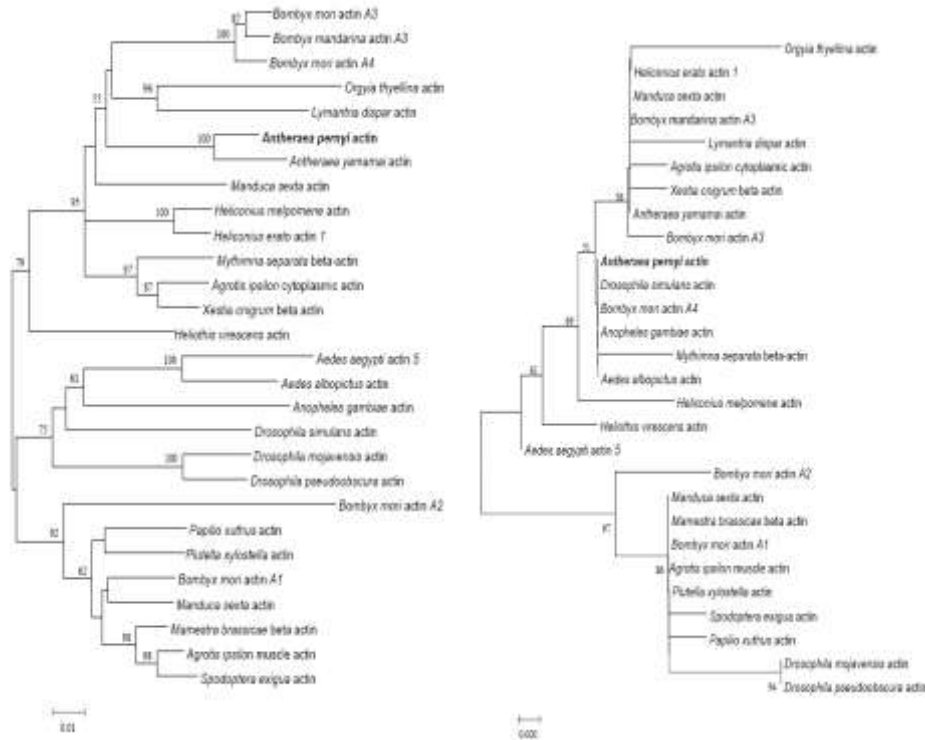 Bombyx mori actin A3
Bombyx mandarina actin A3
Bombyx mori actin A4
Orgyia thyellina actin
Lymantria dispar actin
Antheraea pernyi actin
Antheraea yamamai actin
Manduca sexta actin
Heliconius melpomene actin
Heliconius erato actin 1
Mythimna separata beta-actin
Agrotis ipsilon cytoplasmic actin
Xestia cnigrum beta actin
Heliothis virescens actin
Aedes aegypti actin 5
Aedes albopictus actin
Anopheles gambiae actin
Drosophila simulans actin
Drosophila mojavensis actin
Drosophila pseudoobscura actin
Bombyx mori actin A2
Papilio xuthus actin
Plutella xylostella actin
Bombyx mori actin A1
Manduca sexta actin
Mamestra brassicae beta actin
Agrotis ipsilon muscle actin
Spodoptera exigua actin
100
96
100
95
100
97
97
100
100
0.01
Orgyia thyellina actin
Heliconius erato actin 1
Manduca sexta actin
Bombyx mandarina actin A3
Lymantria dispar actin
Agrotis ipsilon cytoplasmic actin
Xestia cnigrum beta actin
Antheraea yamamai actin
Bombyx mori actin A3
Antheraea pernyi actin
Drosophila simulans actin
Bombyx mori actin A4
Anopheles gambiae actin
Mythimna separata beta-actin
Aedes albopictus actin
Heliconius melpomene actin
Heliothis virescens actin
Aedes aegypti actin 5
Bombyx mori actin A2
Manduca sexta actin
Mamestra brassicae beta actin
Bombyx mori actin A1
Agrotis ipsilon muscle actin
Plutella xylostella actin
Spodoptera exigua actin
Papilio xuthus actin
Drosophila mojavensis actin
94 Drosophila pseudoobscura actin